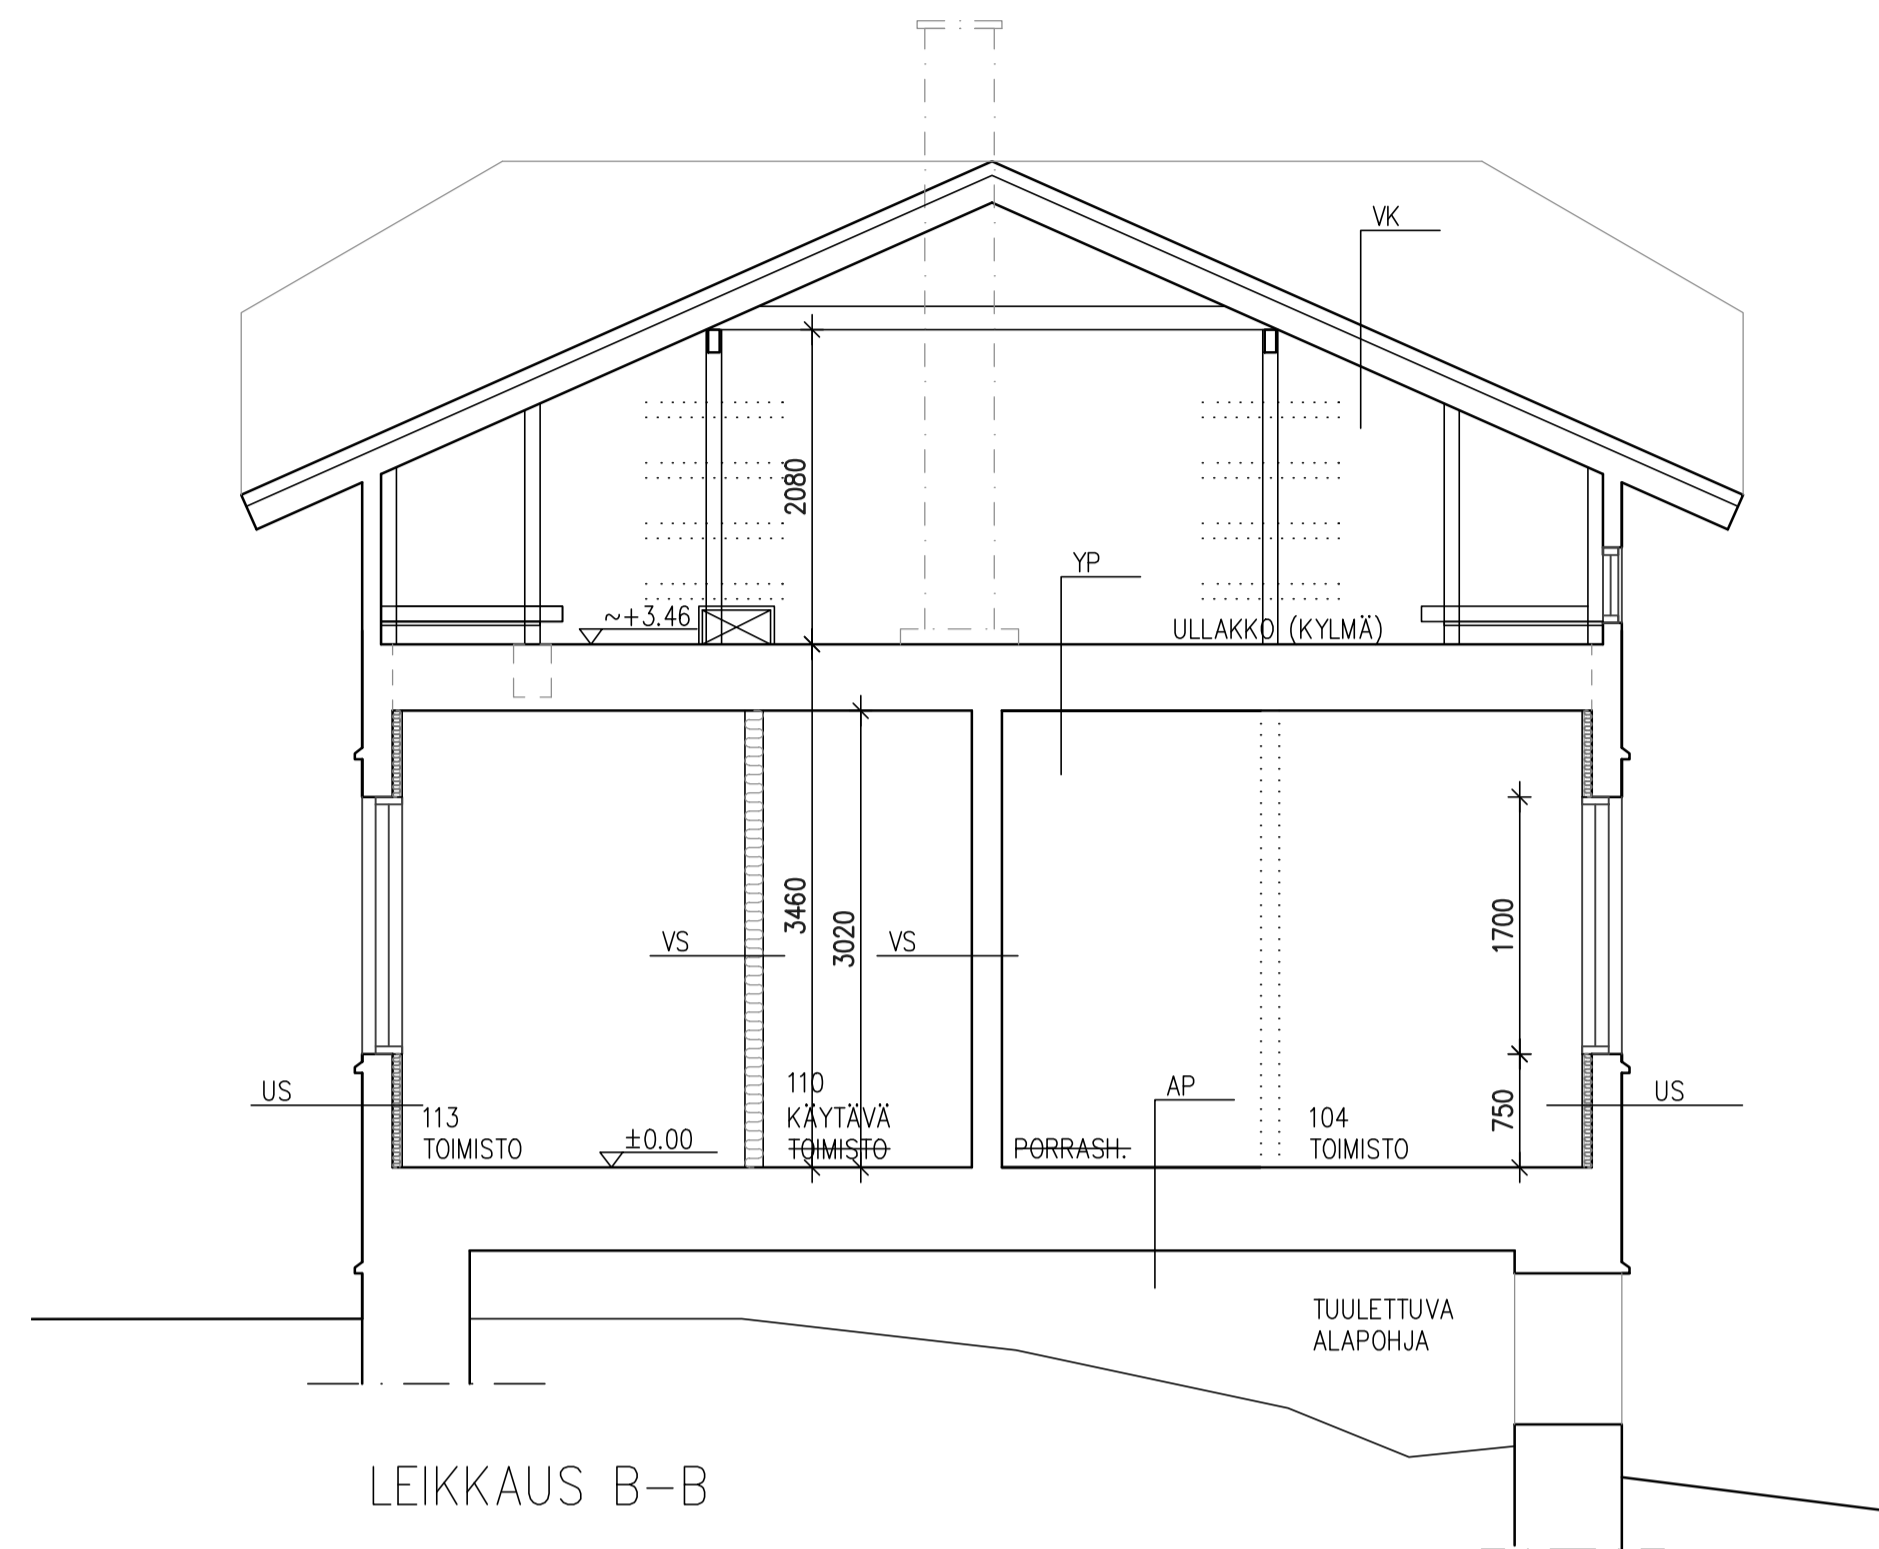 VK
2080
YP
~+3.46
ULLAKKO (KYLMÄ)
3460
3020
1700
VS
VS
US
113
TOIMISTO
±0.00
110
KÄYTÄVÄ
TOIMISTO
PORRASH.
AP
104
TOIMISTO
750
US
TUULETTUVA
ALAPOHJA
LEIKKAUS B-B